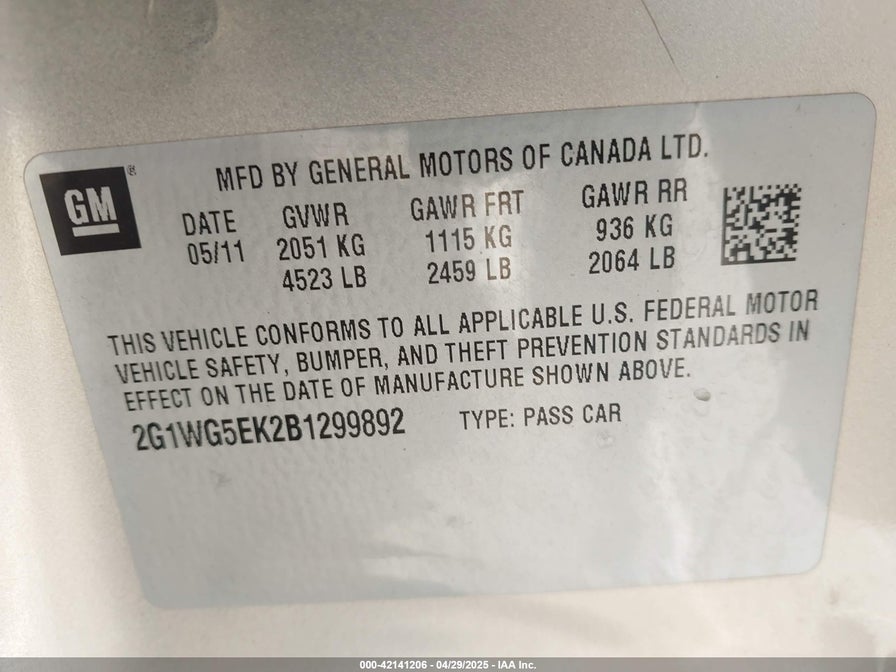 GM®
MFD BY GENERAL MOTORS OF CANADA LTD.
DATE GVWR GAWR FRT GAWR RR
05/11 2051 KG 1115 KG 936 KG
4523 LB 2459 LB 2064 LB
THIS VEHICLE CONFORMS TO ALL APPLICABLE U.S. FEDERAL MOTOR
VEHICLE SAFETY, BUMPER, AND THEFT PREVENTION STANDARDS IN
EFFECT ON THE DATE OF MANUFACTURE SHOWN ABOVE.
2G1WG5EK2B1299892 TYPE: PASS CAR
000-42141206 - 04/29/2025 - IAA Inc.